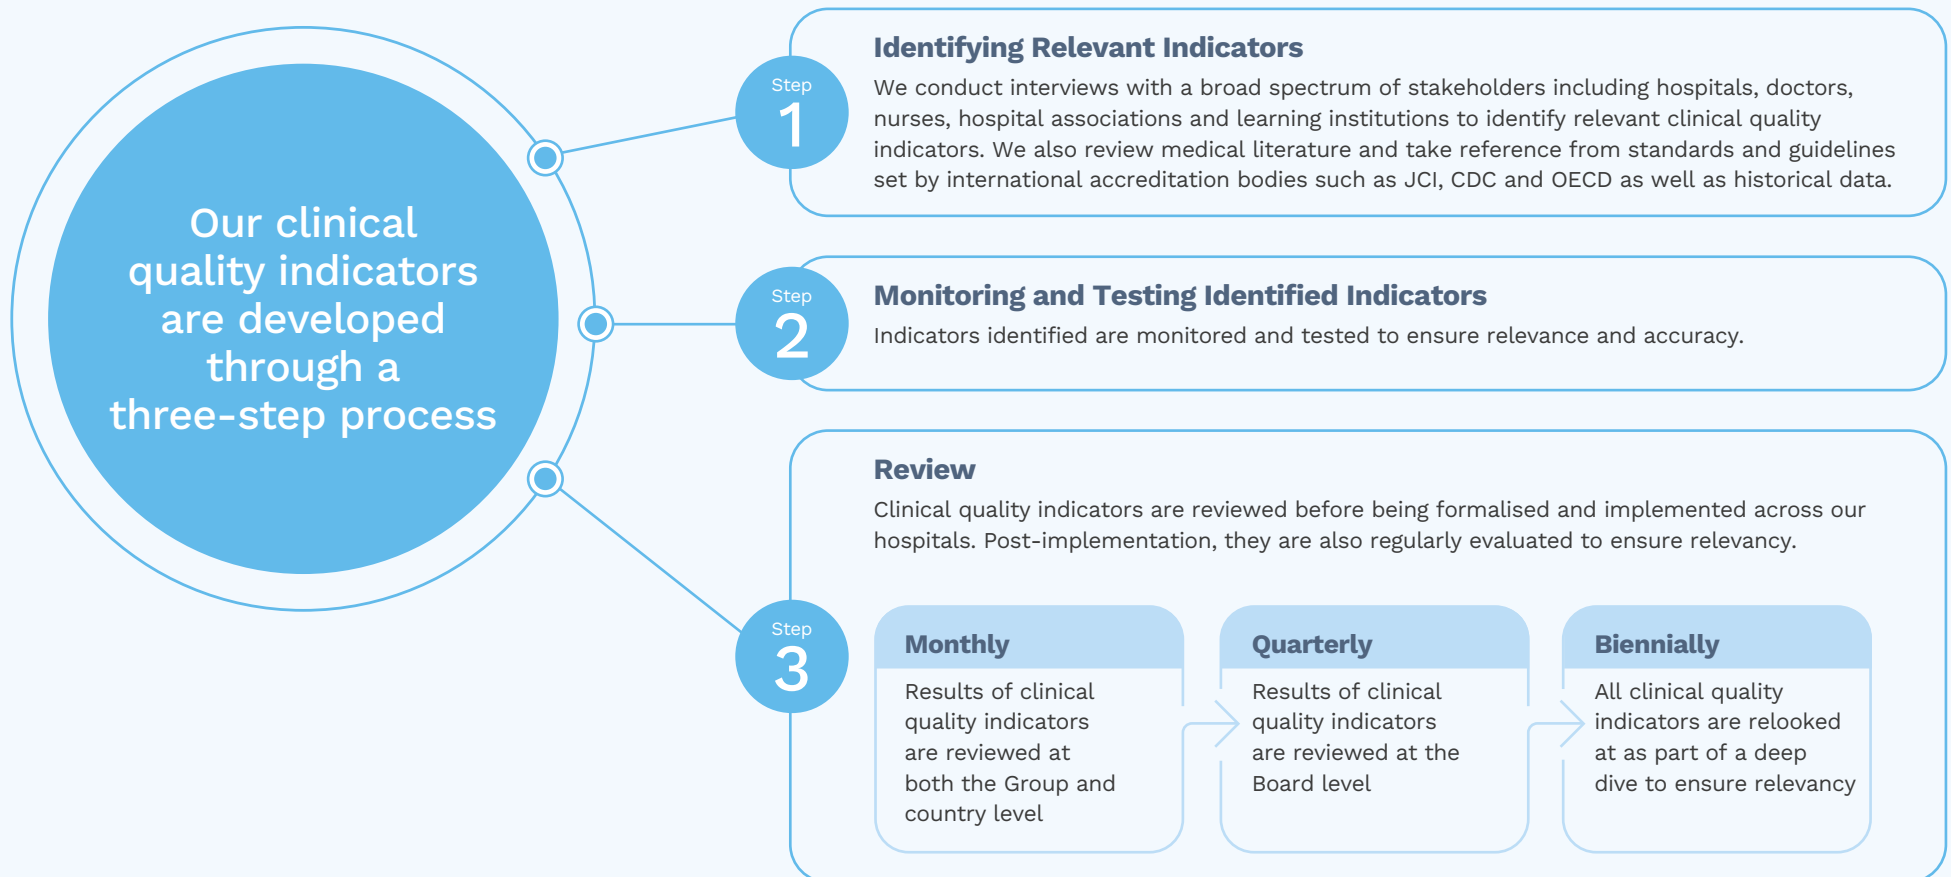 Our clinical
quality indicators
are developed
through a
three-step process
Step
1
Identifying Relevant Indicators
We conduct interviews with a broad spectrum of stakeholders including hospitals, doctors,
nurses, hospital associations and learning institutions to identify relevant clinical quality
indicators. We also review medical literature and take reference from standards and guidelines
set by international accreditation bodies such as JCI, CDC and OECD as well as historical data.
Step
2
Monitoring and Testing Identified Indicators
Indicators identified are monitored and tested to ensure relevance and accuracy.
Step
3
Review
Clinical quality indicators are reviewed before being formalised and implemented across our
hospitals. Post-implementation, they are also regularly evaluated to ensure relevancy.
Monthly
Results of clinical
quality indicators
are reviewed at
both the Group and
country level
Quarterly
Results of clinical
quality indicators
are reviewed at the
Board level
Biennially
All clinical quality
indicators are relooked
at as part of a deep
dive to ensure relevancy